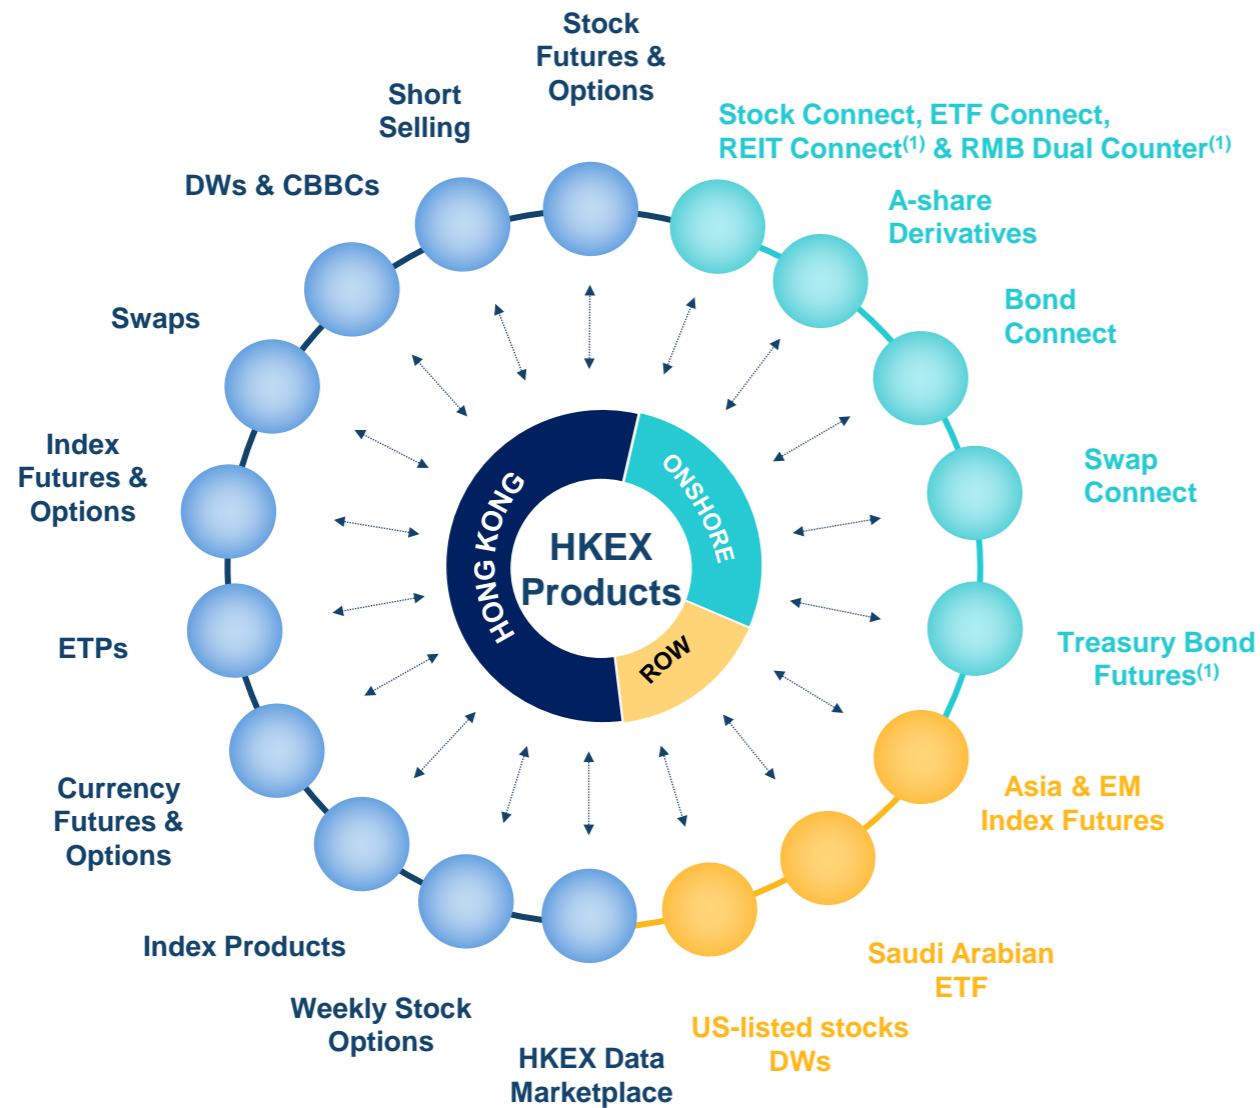 Stock
Futures &
Options
Short
Selling
Stock Connect, ETF Connect,
REIT Connect(1) & RMB Dual Counter(1)
DWs & CBBCs
A-share
Derivatives
Bond
Connect
Swaps
Index
Futures &
Options
Swap
Connect
HONG KONG
ONSHORE
ROW
HKEX
Products
ETPs
Treasury Bond
Futures(1)
Currency
Futures &
Options
Asia & EM
Index Futures
Index Products
Saudi Arabian
ETF
Weekly Stock
Options
US-listed stocks
DWs
HKEX Data
Marketplace